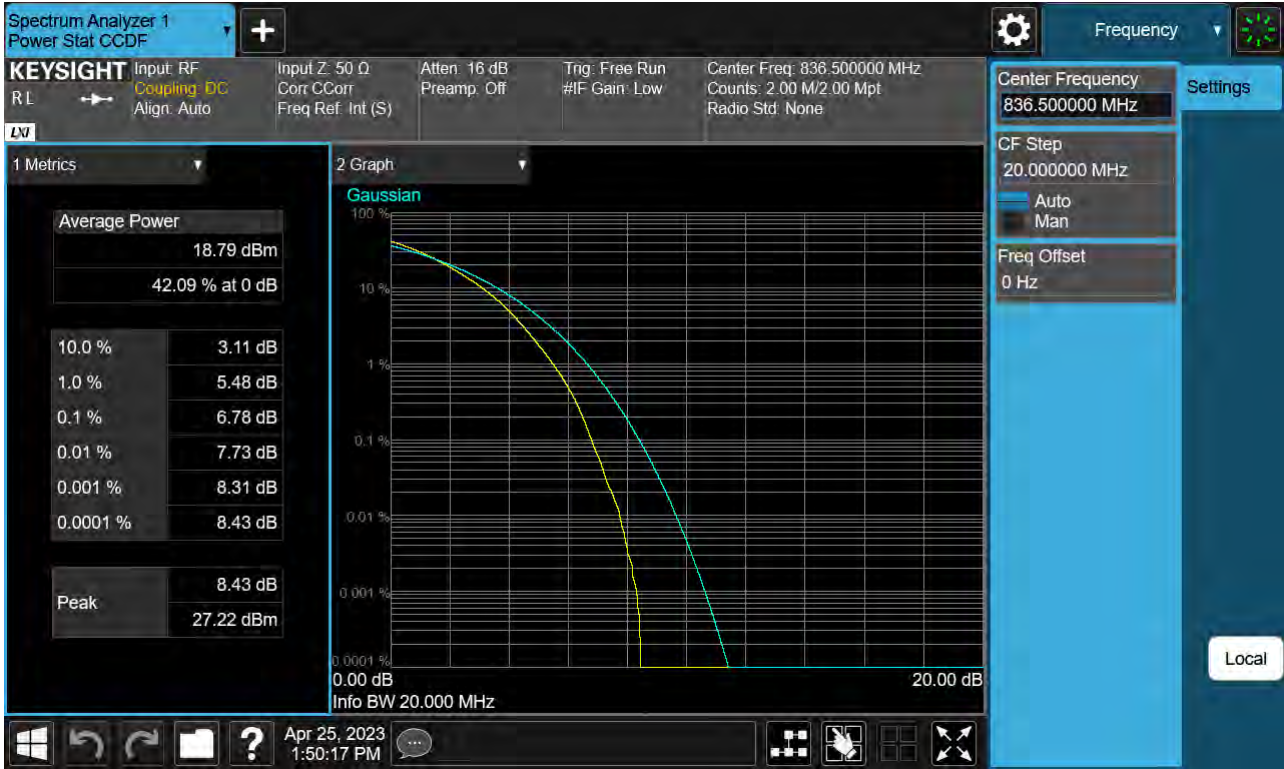 Spectrum Analyzer 1
Power Stat CCDF
Frequency
KEYSIGHT
R L
LXI
Input: RF
Coupling: DC
Align: Auto
Input Z: 50 Ω
Corr CCorr
Freq Ref: Int (S)
Atten: 16 dB
Preamp: Off
Trig: Free Run
#IF Gain: Low
Center Freq: 836.500000 MHz
Counts: 2.00 M/2.00 Mpt
Radio Std: None
Center Frequency
836.500000 MHz
Settings
CF Step
20.000000 MHz
Auto
Man
Freq Offset
0 Hz
Local
1 Metrics
Average Power
18.79 dBm
42.09 % at 0 dB
10.0 % 3.11 dB
1.0 % 5.48 dB
0.1 % 6.78 dB
0.01 % 7.73 dB
0.001 % 8.31 dB
0.0001 % 8.43 dB
Peak
8.43 dB
27.22 dBm
2 Graph
Gaussian
100 %
10 %
1 %
0.1 %
0.01 %
0.001 %
0.0001 %
0.00 dB 20.00 dB
Info BW 20.000 MHz
?
Apr 25, 2023
1:50:17 PM